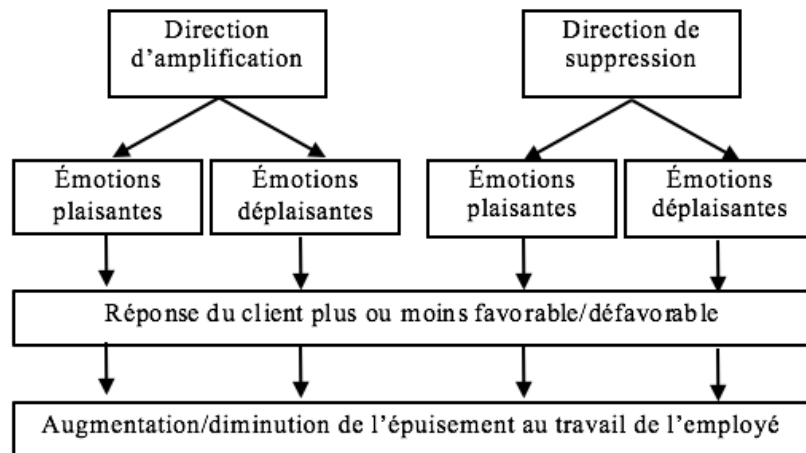 Direction
d’amplification
Direction de
suppression
Émotions
plaisantes
Émotions
déplaisantes
Émotions
plaisantes
Émotions
déplaisantes
Réponse du client plus ou moins favorable/défavorable
Augmentation/diminution de l’épuisement au travail de l’employé